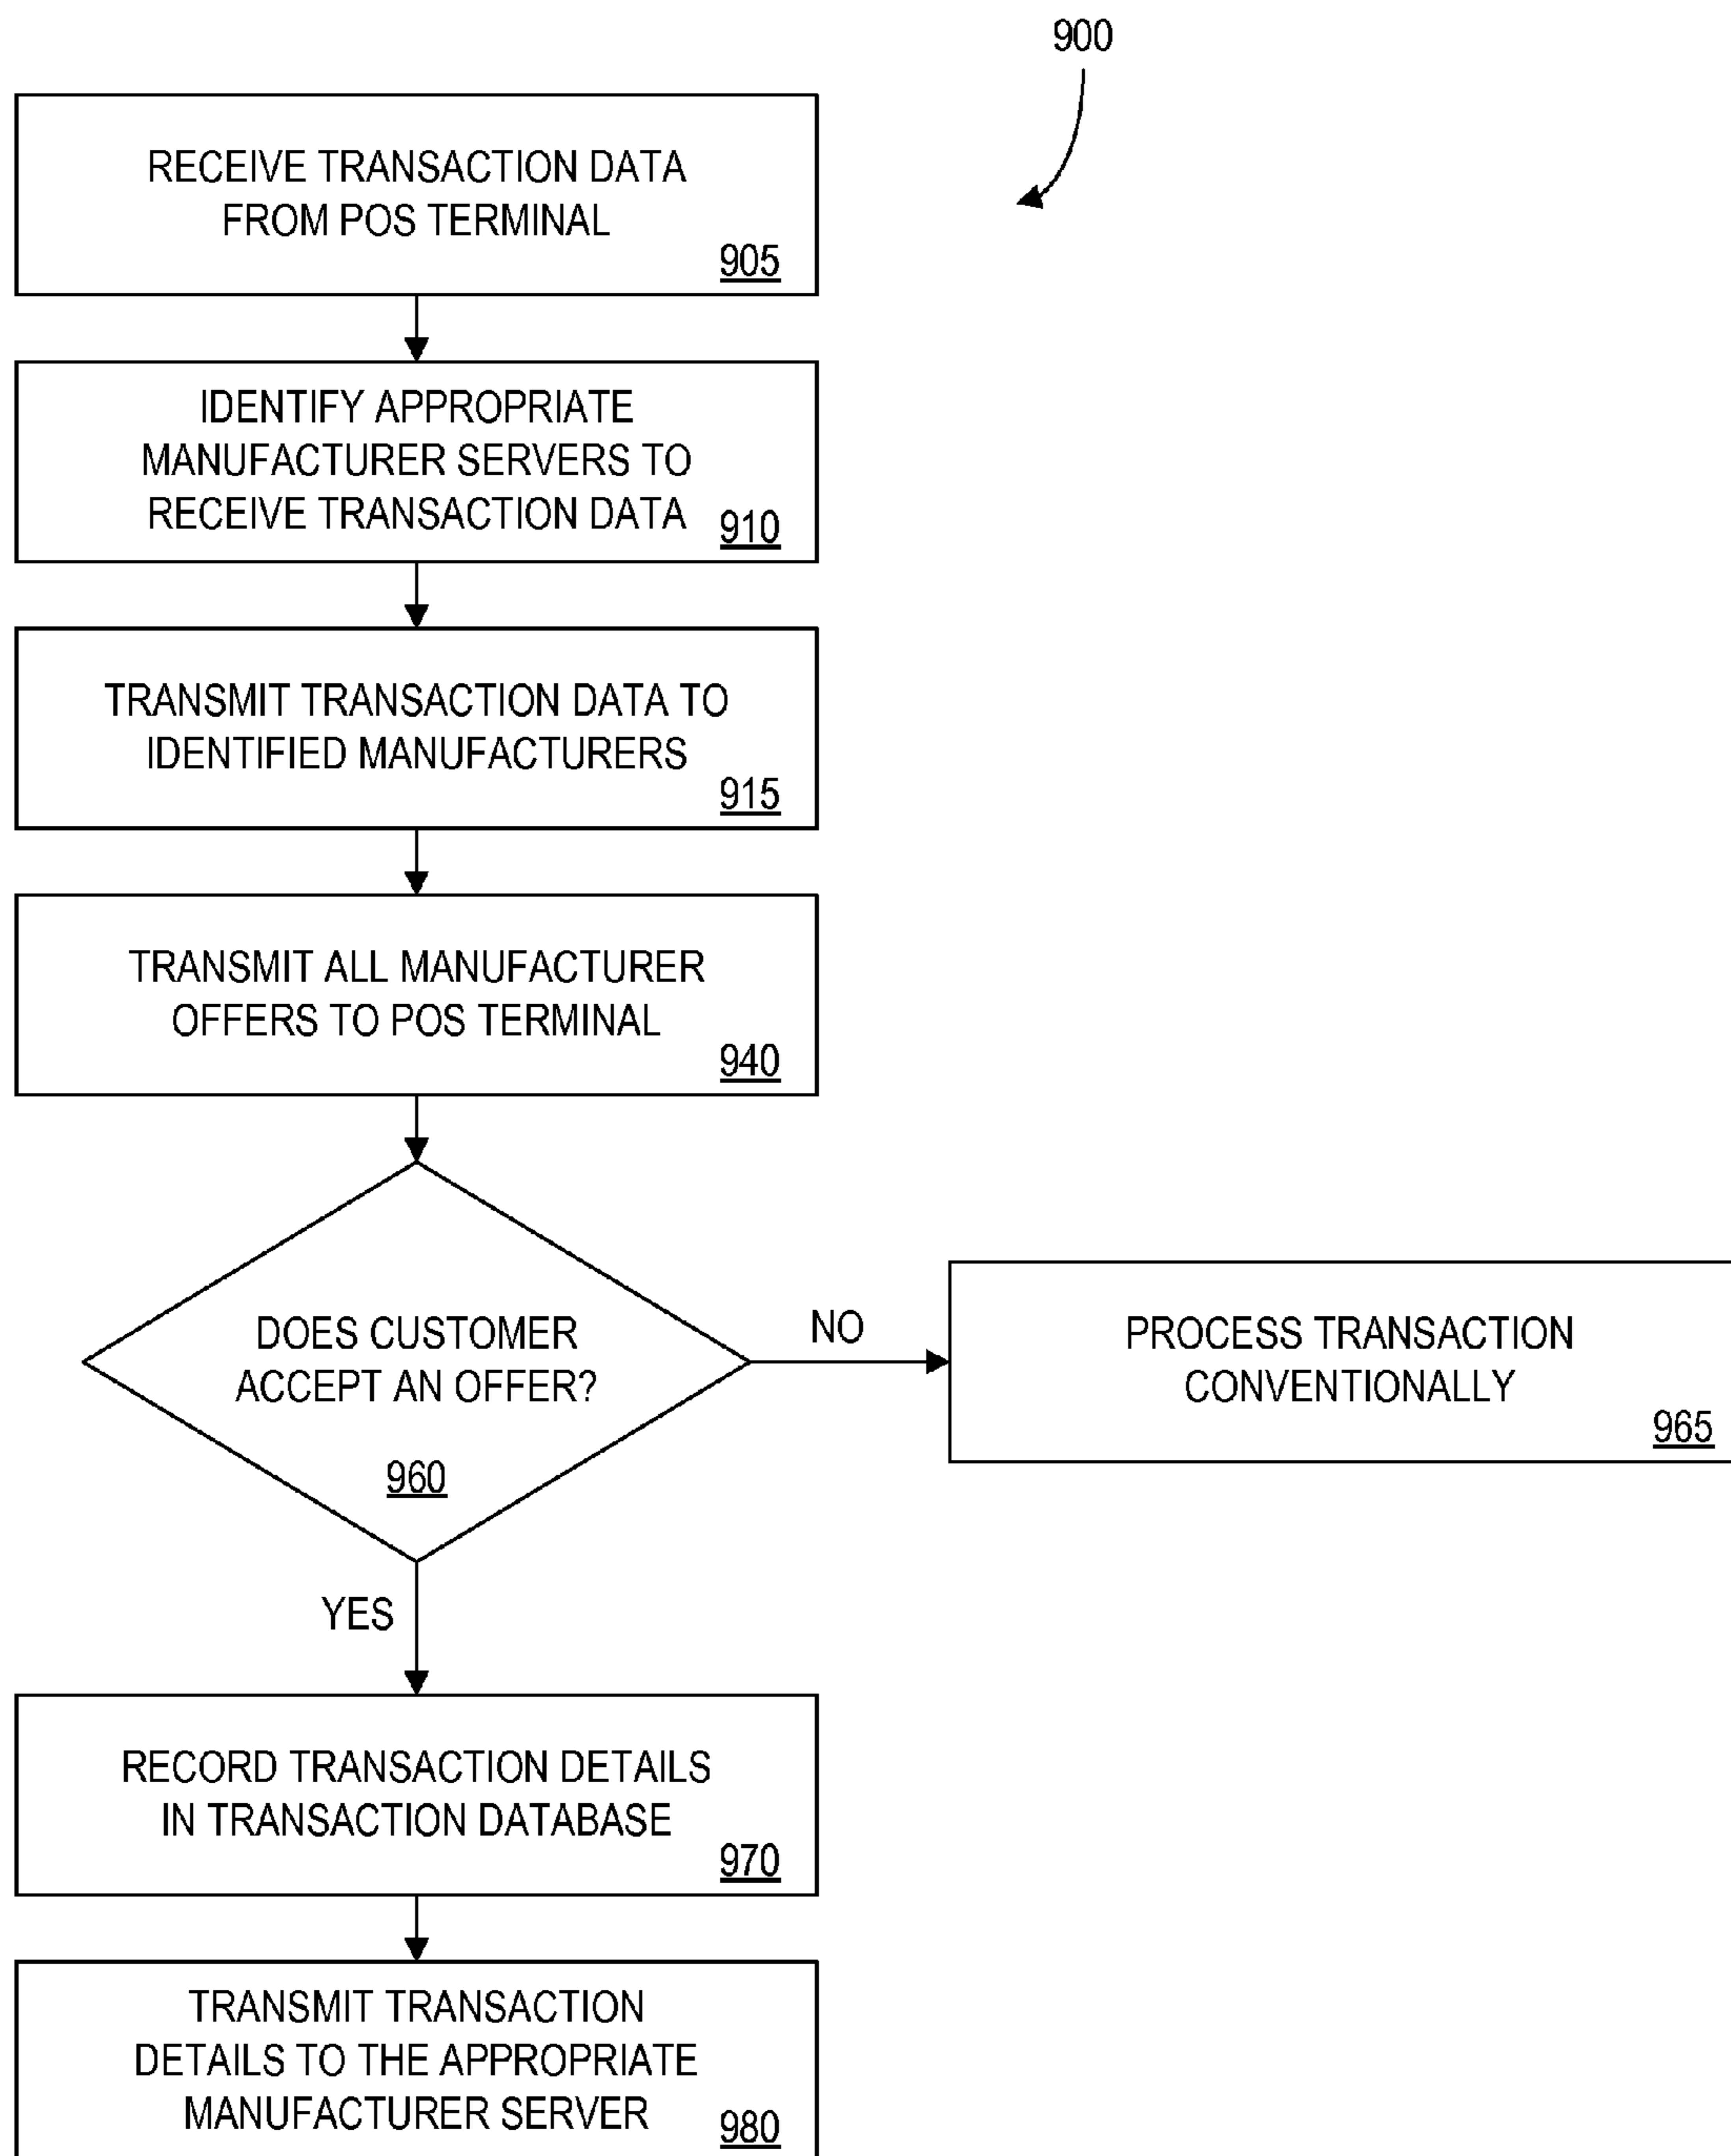 900
RECEIVE TRANSACTION DATA
FROM POS TERMINAL
905
IDENTIFY APPROPRIATE
MANUFACTURER SERVERS TO
RECEIVE TRANSACTION DATA
910
TRANSMIT TRANSACTION DATA TO
IDENTIFIED MANUFACTURERS
915
TRANSMIT ALL MANUFACTURER
OFFERS TO POS TERMINAL
940
DOES CUSTOMER
ACCEPT AN OFFER?
960
NO
PROCESS TRANSACTION
CONVENTIONALLY
965
YES
RECORD TRANSACTION DETAILS
IN TRANSACTION DATABASE
970
TRANSMIT TRANSACTION
DETAILS TO THE APPROPRIATE
MANUFACTURER SERVER
980